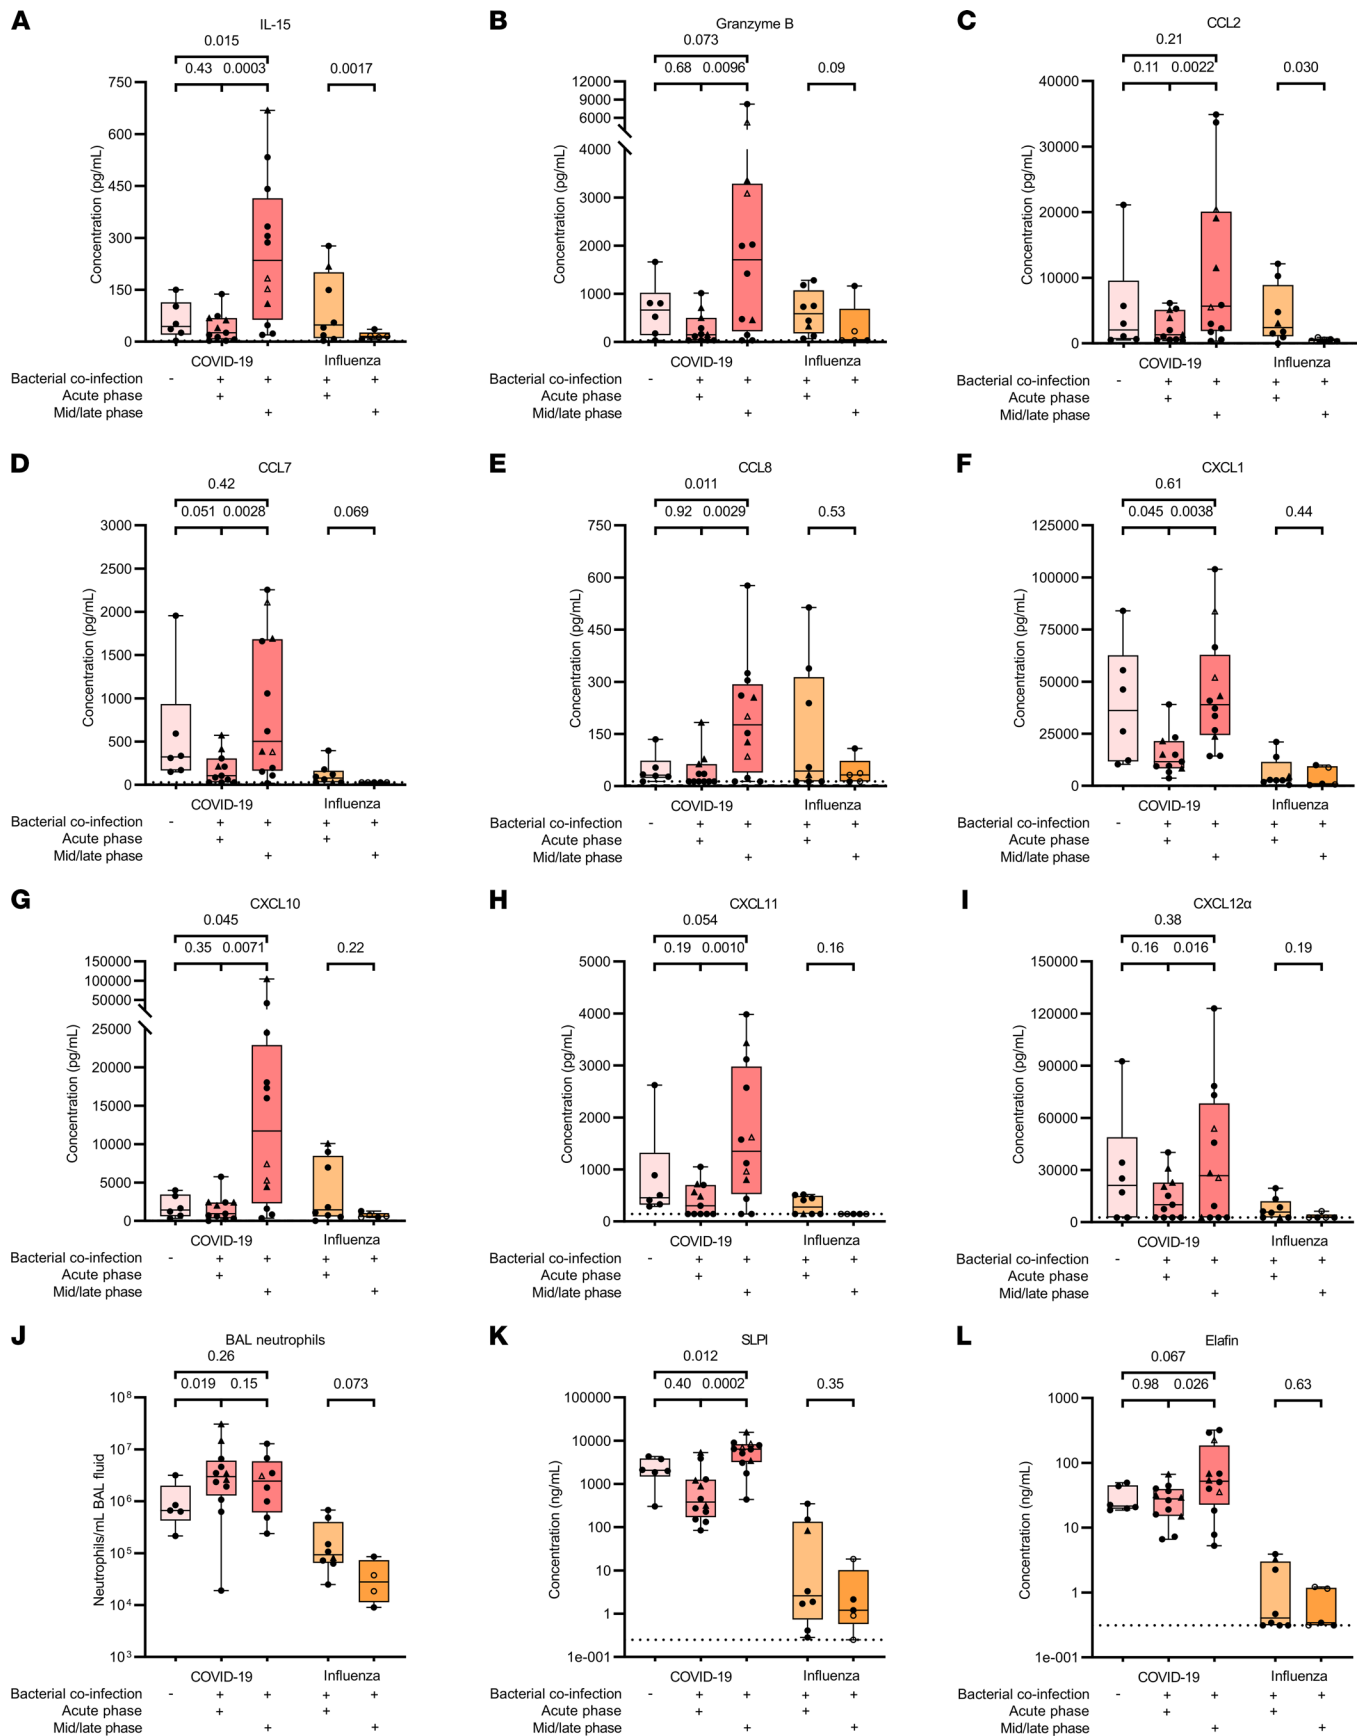 A
IL-15
0.015
0.43 0.0003
0.0017
Concentration (pg/mL)
750
600
450
300
150
0
COVID-19
Influenza
Bacterial co-infection - + + + +
Acute phase + +
Mid/late phase + +
B
Granzyme B
0.073
0.68 0.0096
0.09
Concentration (pg/mL)
12000
9000
6000
4000
3000
2000
1000
0
COVID-19
Influenza
Bacterial co-infection - + + + +
Acute phase + +
Mid/late phase + +
C
CCL2
0.21
0.11 0.0022
0.030
Concentration (pg/mL)
40000
30000
20000
10000
0
COVID-19
Influenza
Bacterial co-infection - + + + +
Acute phase + +
Mid/late phase + +
D
CCL7
0.42
0.051 0.0028
0.069
Concentration (pg/mL)
3000
2500
2000
1500
1000
500
0
COVID-19
Influenza
Bacterial co-infection - + + + +
Acute phase + +
Mid/late phase + +
E
CCL8
0.011
0.92 0.0029
0.53
Concentration (pg/mL)
750
600
450
300
150
0
COVID-19
Influenza
Bacterial co-infection - + + + +
Acute phase + +
Mid/late phase + +
F
CXCL1
0.61
0.045 0.0038
0.44
Concentration (pg/mL)
125000
100000
75000
50000
25000
0
COVID-19
Influenza
Bacterial co-infection - + + + +
Acute phase + +
Mid/late phase + +
G
CXCL10
0.045
0.35 0.0071
0.22
Concentration (pg/mL)
150000
100000
50000
25000
20000
15000
10000
5000
0
COVID-19
Influenza
Bacterial co-infection - + + + +
Acute phase + +
Mid/late phase + +
H
CXCL11
0.054
0.19 0.0010
0.16
Concentration (pg/mL)
5000
4000
3000
2000
1000
0
COVID-19
Influenza
Bacterial co-infection - + + + +
Acute phase + +
Mid/late phase + +
I
CXCL12α
0.38
0.16 0.016
0.19
Concentration (pg/mL)
150000
120000
90000
60000
30000
0
COVID-19
Influenza
Bacterial co-infection - + + + +
Acute phase + +
Mid/late phase + +
J
BAL neutrophils
0.26
0.019 0.15
0.073
Neutrophils/mL BAL fluid
10⁸
10⁷
10⁶
10⁵
10⁴
10³
COVID-19
Influenza
Bacterial co-infection - + + + +
Acute phase + +
Mid/late phase + +
K
SLPI
0.012
0.40 0.0002
0.35
Concentration (ng/mL)
100000
10000
1000
100
10
1
1e-001
COVID-19
Influenza
Bacterial co-infection - + + + +
Acute phase + +
Mid/late phase + +
L
Elafin
0.067
0.98 0.026
0.63
Concentration (ng/mL)
1000
100
10
1
1e-001
COVID-19
Influenza
Bacterial co-infection - + + + +
Acute phase + +
Mid/late phase + +